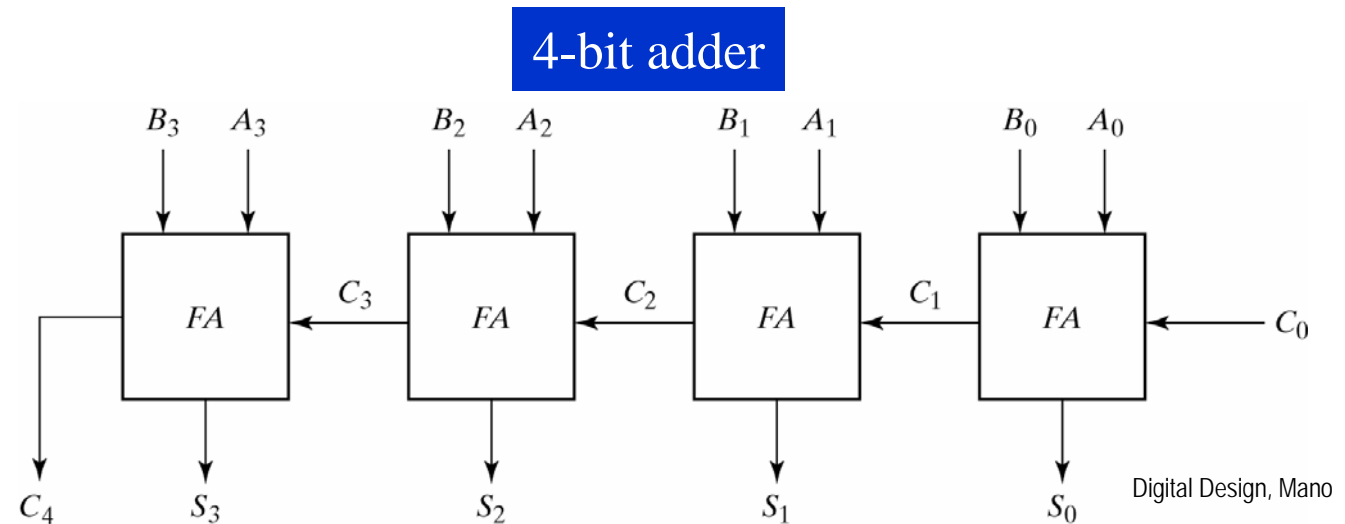 4-bit adder
B₃ A₃ B₂ A₂ B₁ A₁ B₀ A₀
FA C₃ FA C₂ FA C₁ FA C₀
C₄ S₃ S₂ S₁ S₀
Digital Design, Mano